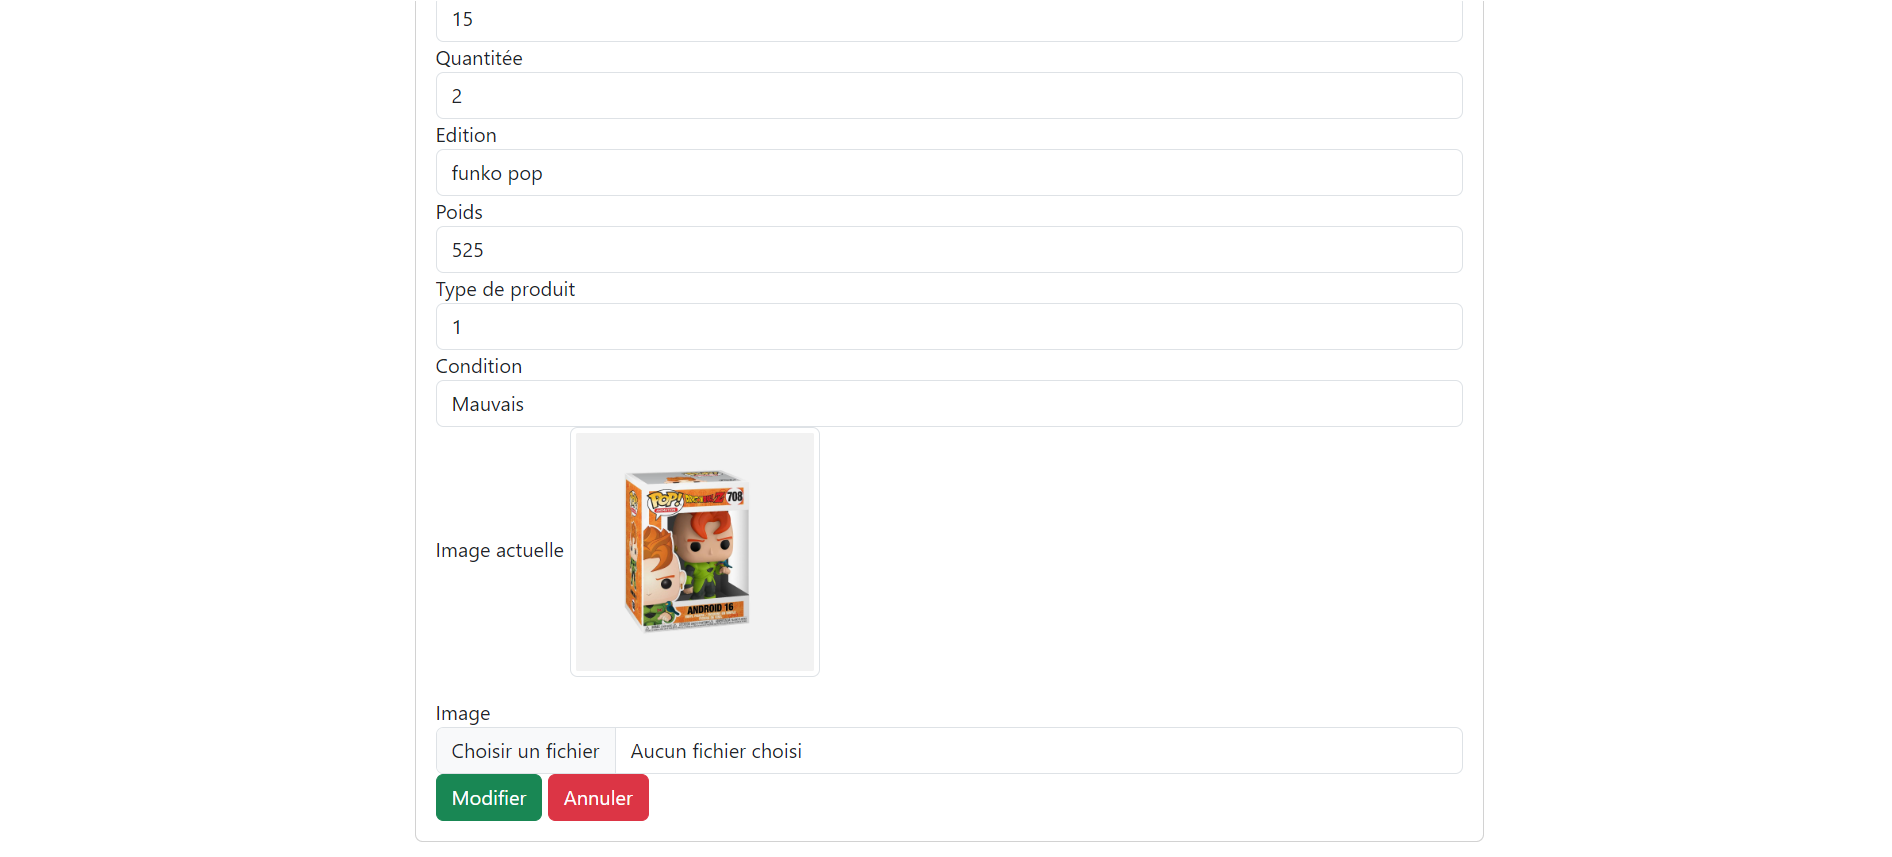 15
Quantitée
2
Edition
funko pop
Poids
525
Type de produit
1
Condition
Mauvais
Image actuelle
POP!
708
ANDROID 16
Image
Choisir un fichier
Aucun fichier choisi
Modifier
Annuler